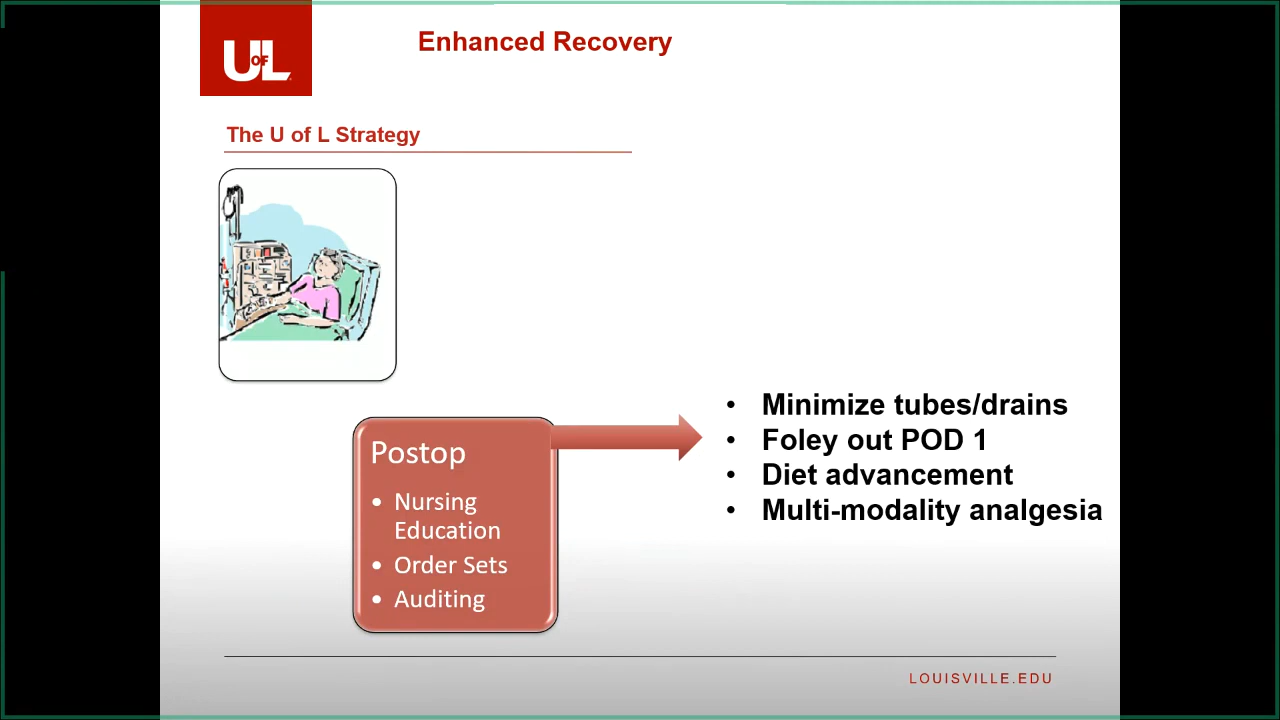 UOFL
Enhanced Recovery
The U of L Strategy
Postop
• Nursing
Education
• Order Sets
• Auditing
• Minimize tubes/drains
• Foley out POD 1
• Diet advancement
• Multi-modality analgesia
LOUISVILLE.EDU